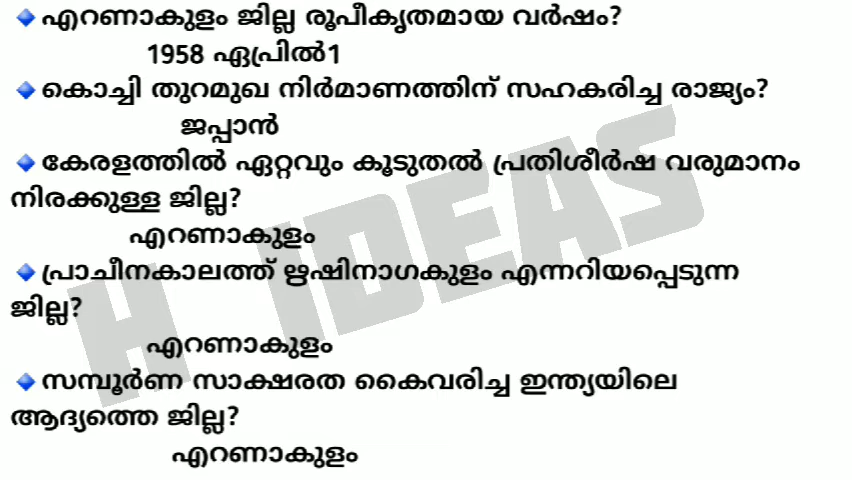 🔹എറണാകുളം ജില്ല രൂപീകൃതമായ വർഷം?
1958 ഏപ്രിൽ1
🔹കൊച്ചി തുറമുഖ നിർമാണത്തിന് സഹകരിച്ച രാജ്യം?
ജപ്പാൻ
🔹കേരളത്തിൽ ഏറ്റവും കൂടുതൽ പ്രതിശീർഷ വരുമാനം
നിരക്കുള്ള ജില്ല?
എറണാകുളം
🔹പ്രാചീനകാലത്ത് ഋഷിനാഗകുളം എന്നറിയപ്പെടുന്ന
ജില്ല?
എറണാകുളം
🔹സമ്പൂർണ സാക്ഷരത കൈവരിച്ച ഇന്ത്യയിലെ
ആദ്യത്തെ ജില്ല?
എറണാകുളം
H IDEAS